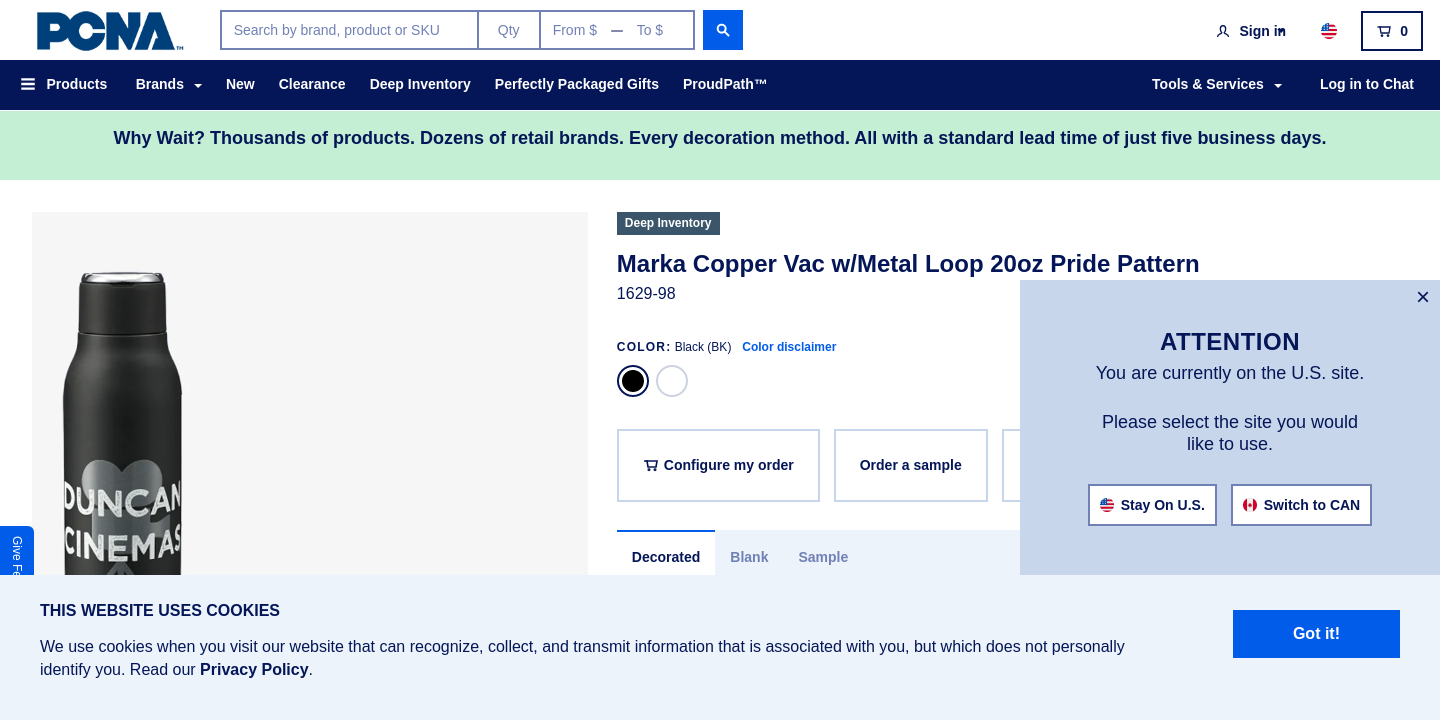 PCNA™
Search by brand, product or SKU
Qty
From $ — To $
Sign in
0
Products
Brands
New
Clearance
Deep Inventory
Perfectly Packaged Gifts
ProudPath™
Tools & Services
Log in to Chat
Why Wait? Thousands of products. Dozens of retail brands. Every decoration method. All with a standard lead time of just five business days.
Deep Inventory
Marka Copper Vac w/Metal Loop 20oz Pride Pattern
1629-98
COLOR: Black (BK) Color disclaimer
Configure my order
Order a sample
Decorated
Blank
Sample
DUNCAN
CINEMAS
Give Fe
×
ATTENTION
You are currently on the U.S. site.
Please select the site you would
like to use.
Stay On U.S.
Switch to CAN
THIS WEBSITE USES COOKIES
We use cookies when you visit our website that can recognize, collect, and transmit information that is associated with you, but which does not personally
identify you. Read our Privacy Policy.
Got it!